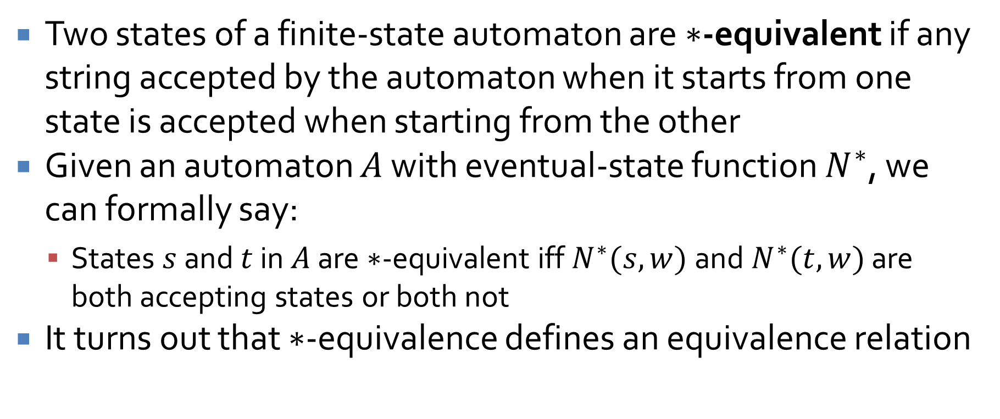 ▪ Two states of a finite-state automaton are ∗-equivalent if any
string accepted by the automaton when it starts from one
state is accepted when starting from the other
▪ Given an automaton A with eventual-state function N*, we
can formally say:
▪ States s and t in A are ∗-equivalent iff N*(s, w) and N*(t, w) are
both accepting states or both not
▪ It turns out that ∗-equivalence defines an equivalence relation